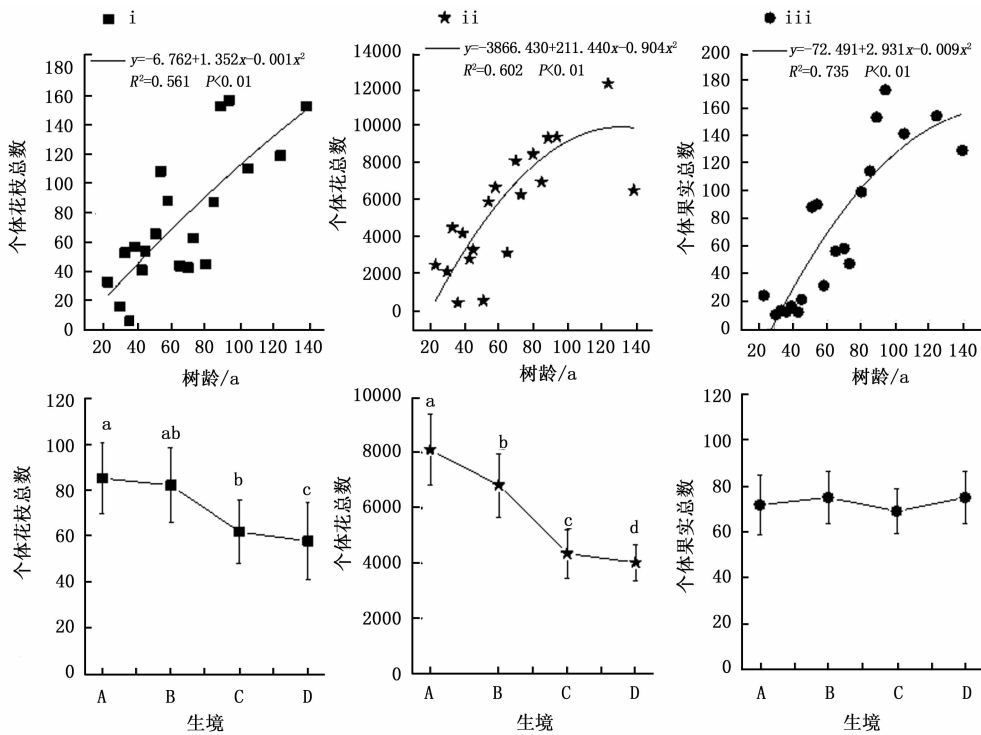 i
ii
iii
y=-6.762+1.352x-0.001x²
R²=0.561 P<0.01
180
160
140
120
100
80
60
40
20
0
个体花枝总数
20 40 60 80 100 120 140
树龄/a
y=-3866.430+211.440x-0.904x²
R²=0.602 P<0.01
14000
12000
10000
8000
6000
4000
2000
0
个体花总数
20 40 60 80 100 120 140
树龄/a
y=-72.491+2.931x-0.009x²
R²=0.735 P<0.01
200
180
160
140
120
100
80
60
40
20
0
个体果实总数
20 40 60 80 100 120 140
树龄/a
120
100
80
60
40
20
0
个体花枝总数
a
ab
b
c
A B C D
生境
10000
8000
6000
4000
2000
0
个体花总数
a
b
c
d
A B C D
生境
120
100
80
60
40
20
0
个体果实总数
A B C D
生境